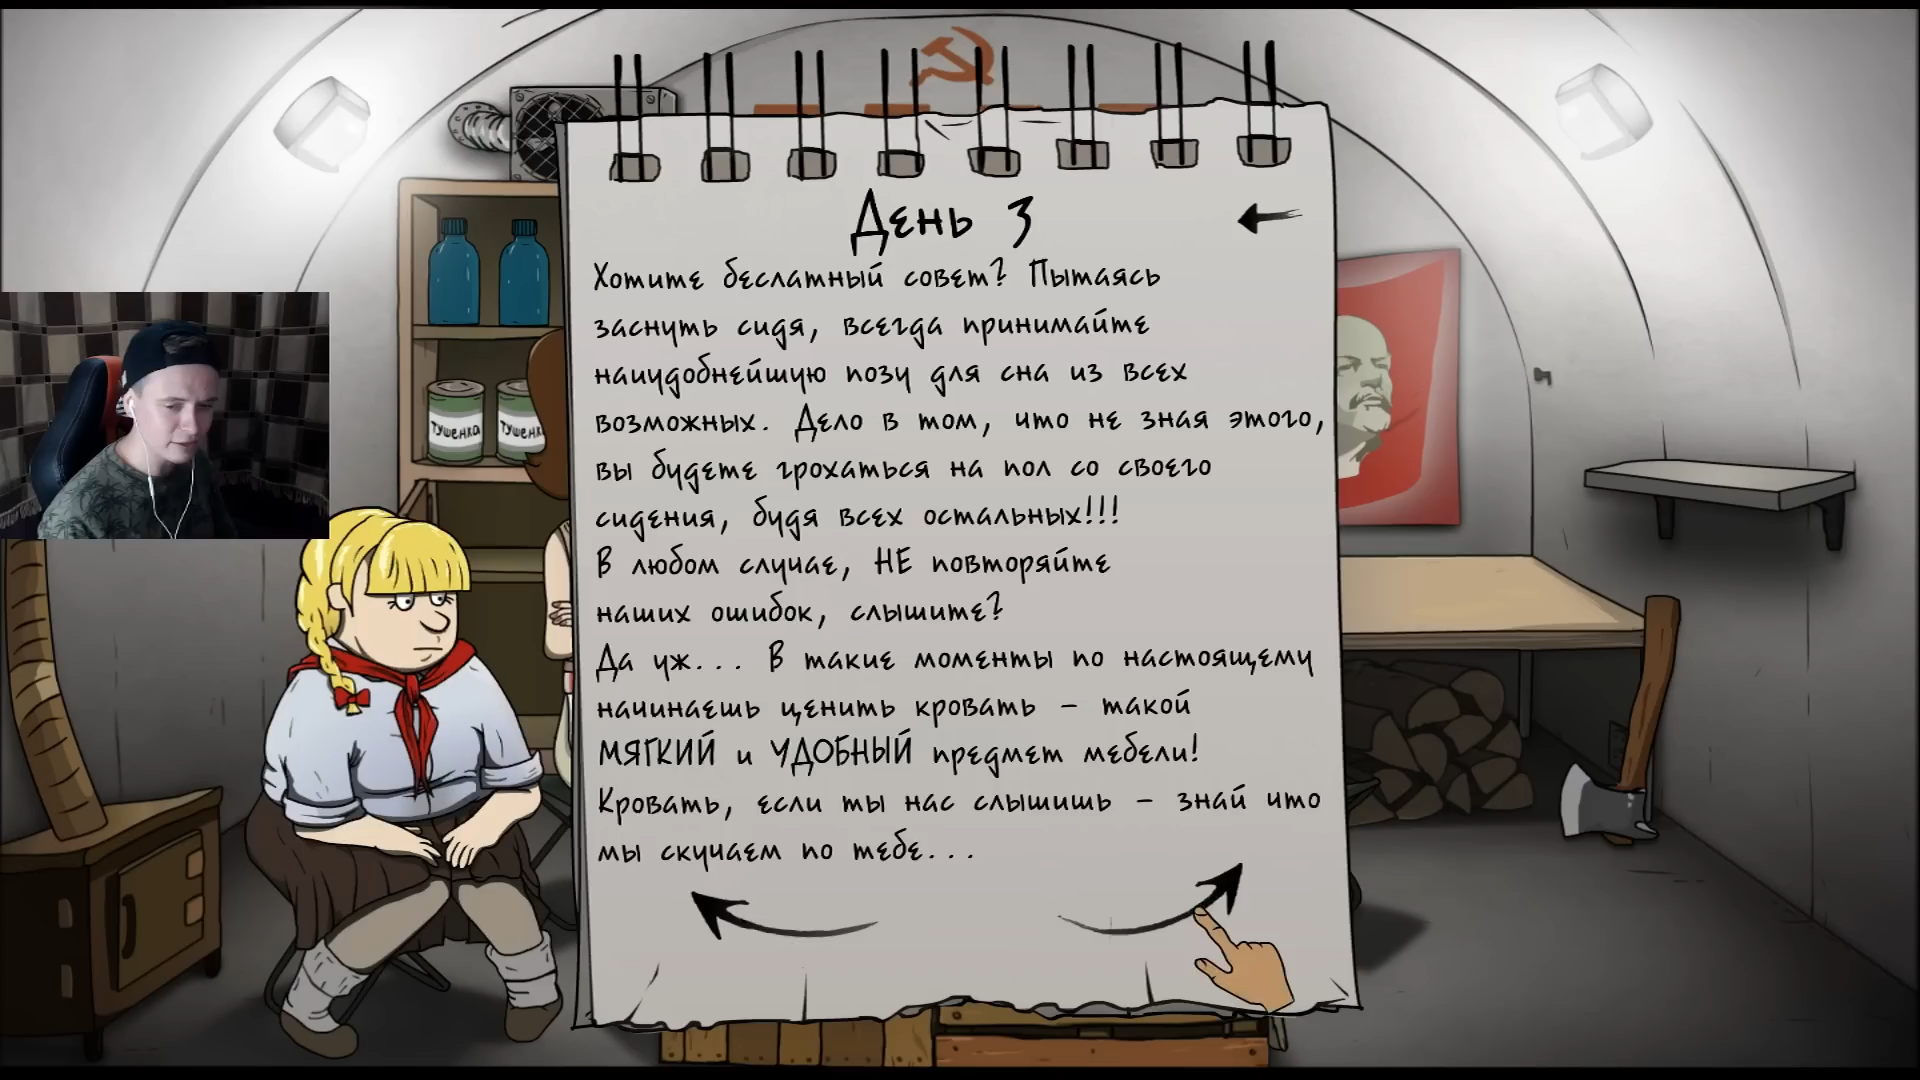 День 3
Хотите беслатный совет? Пытаясь
заснуть сидя, всегда принимайте
наиудобнейшую позу для сна из всех
возможных. Дело в том, что не зная этого,
вы будете грохаться на пол со своего
сидения, будя всех остальных!!!
В любом случае, НЕ повторяйте
наших ошибок, слышите?
Да уж... В такие моменты по настоящему
начинаешь ценить кровать – такой
МЯГКИЙ и УДОБНЫЙ предмет мебели!
Кровать, если ты нас слышишь – знай что
мы скучаем по тебе...
тушенка
тушенка